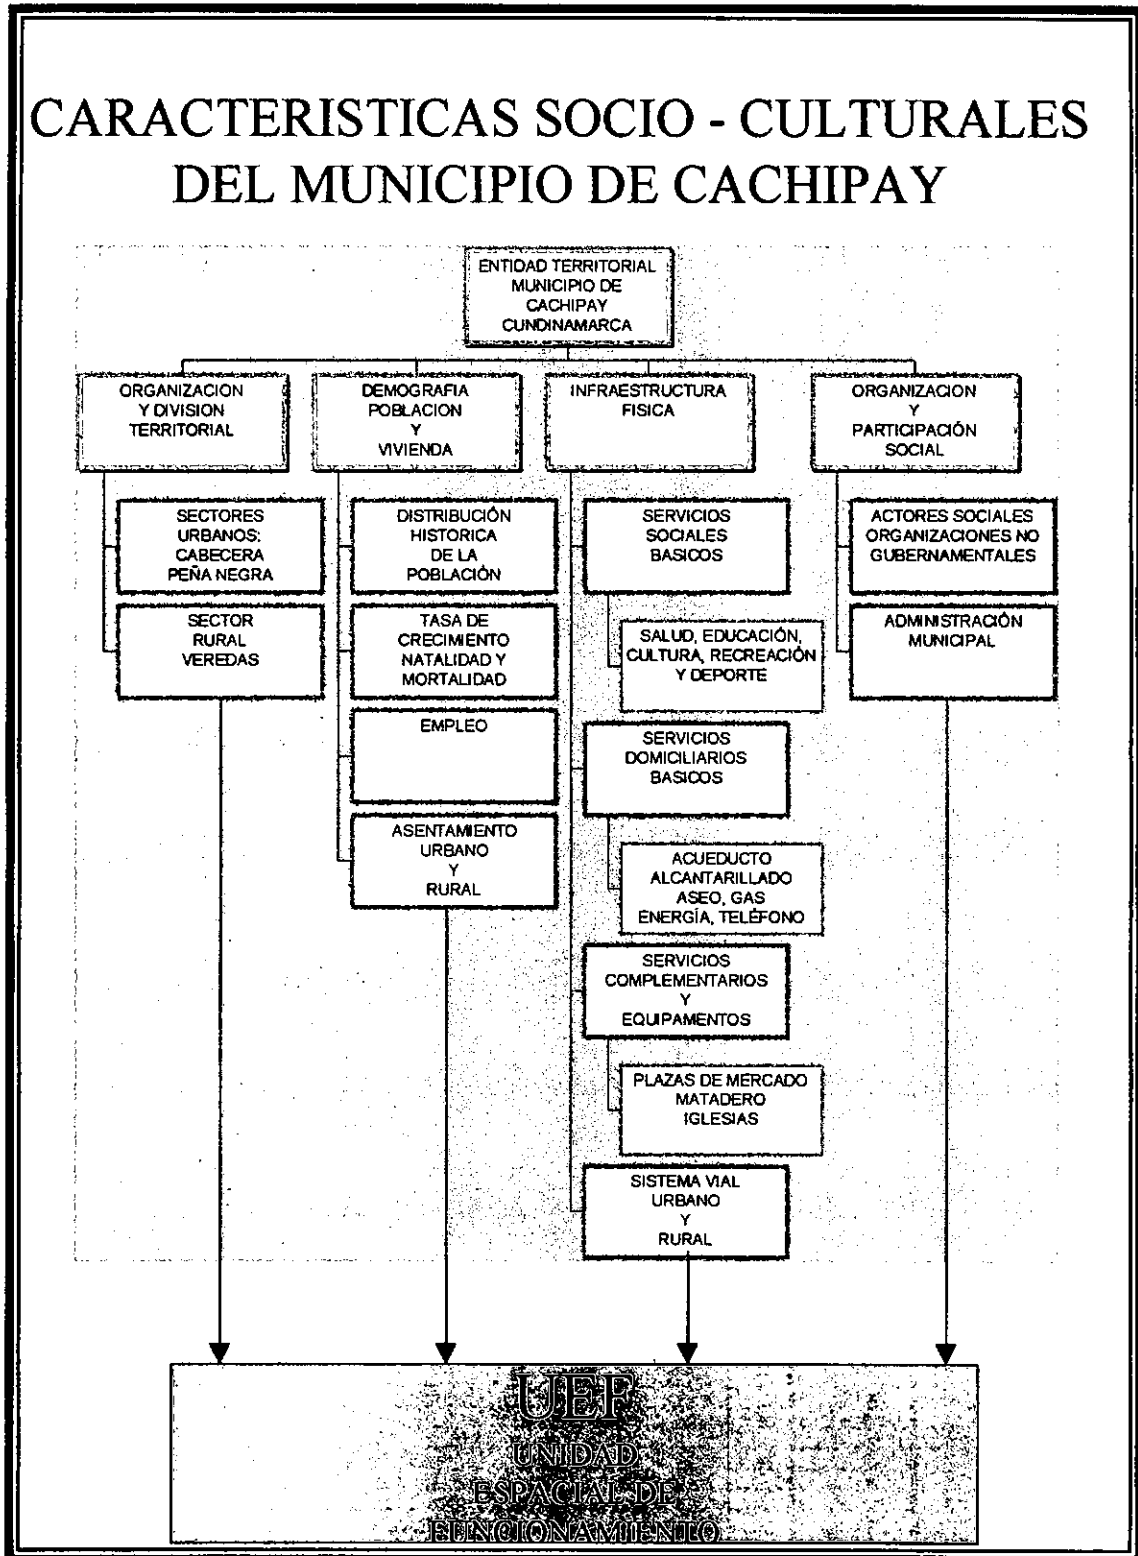 CARACTERISTICAS SOCIO - CULTURALES
DEL MUNICIPIO DE CACHIPAY
ENTIDAD TERRITORIAL
MUNICIPIO DE
CACHIPAY
CUNDINAMARCA
ORGANIZACION
Y DIVISION
TERRITORIAL
SECTORES
URBANOS:
CABECERA
PEÑA NEGRA
SECTOR
RURAL
VEREDAS
DEMOGRAFIA
POBLACION
Y
VIVIENDA
DISTRIBUCIÓN
HISTORICA
DE LA
POBLACIÓN
TASA DE
CRECIMIENTO
NATALIDAD Y
MORTALIDAD
EMPLEO
ASENTAMIENTO
URBANO
Y
RURAL
INFRAESTRUCTURA
FISICA
SERVICIOS
SOCIALES
BASICOS
SALUD, EDUCACIÓN,
CULTURA, RECREACIÓN
Y DEPORTE
SERVICIOS
DOMICILIARIOS
BASICOS
ACUEDUCTO
ALCANTARILLADO
ASEO, GAS
ENERGÍA, TELÉFONO
SERVICIOS
COMPLEMENTARIOS
Y
EQUIPAMENTOS
PLAZAS DE MERCADO
MATADERO
IGLESIAS
SISTEMA VIAL
URBANO
Y
RURAL
ORGANIZACION
Y
PARTICIPACIÓN
SOCIAL
ACTORES SOCIALES
ORGANIZACIONES NO
GUBERNAMENTALES
ADMINISTRACIÓN
MUNICIPAL
UEF
UNIDAD
ESPACIAL DE
FUNCIONAMIENTO